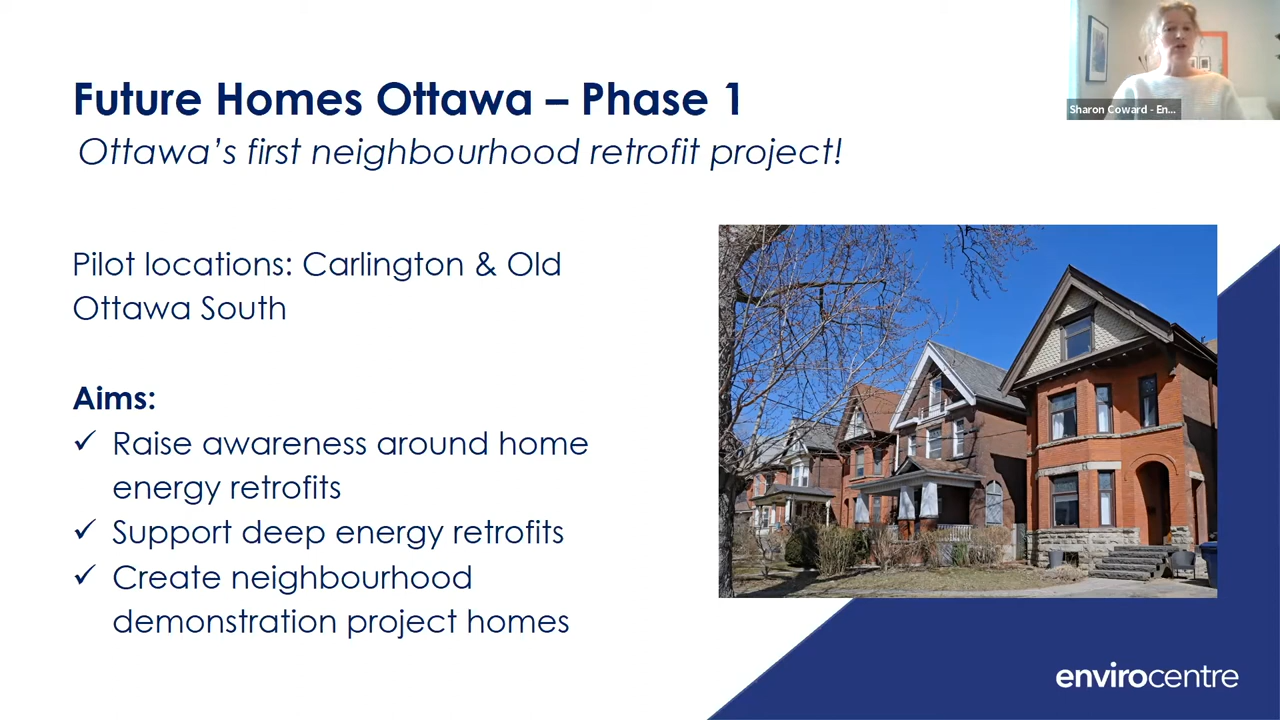 Future Homes Ottawa – Phase 1
Ottawa's first neighbourhood retrofit project!
Sharon Coward - En...
Pilot locations: Carlington & Old
Ottawa South
Aims:
✓ Raise awareness around home
energy retrofits
✓ Support deep energy retrofits
✓ Create neighbourhood
demonstration project homes
envirocentre